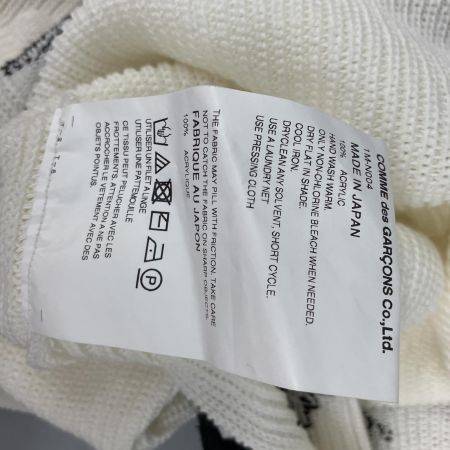 COMME des GARÇONS Co.,Ltd.
1M-N004
MADE IN JAPAN
100% ACRYLIC
HAND WASH WARM.
ONLY NON-CHLORINE BLEACH WHEN NEEDED.
DRY FLAT IN SHADE.
COOL IRON.
DRYCLEAN ANY SOLVENT, SHORT CYCLE.
USE A LAUNDRY NET
USE PRESSING CLOTH
THE FABRIC MAY PILL WITH FRICTION. TAKE CARE
NOT TO CATCH THE FABRIC ON SHARP OBJECTS.
FABRIQUÉ AU JAPON
100% ACRYLIQUE
UTILISER UN FILET A LINGE
UTILISER UNE PATTEMOUILLE
CE TISSU PEUT PELUCHER AVEC LES
FROTTEMENTS. ATTENTION A NE PAS
ACCROCHER LE VETEMENT AVEC DES
OBJETS POINTUS.